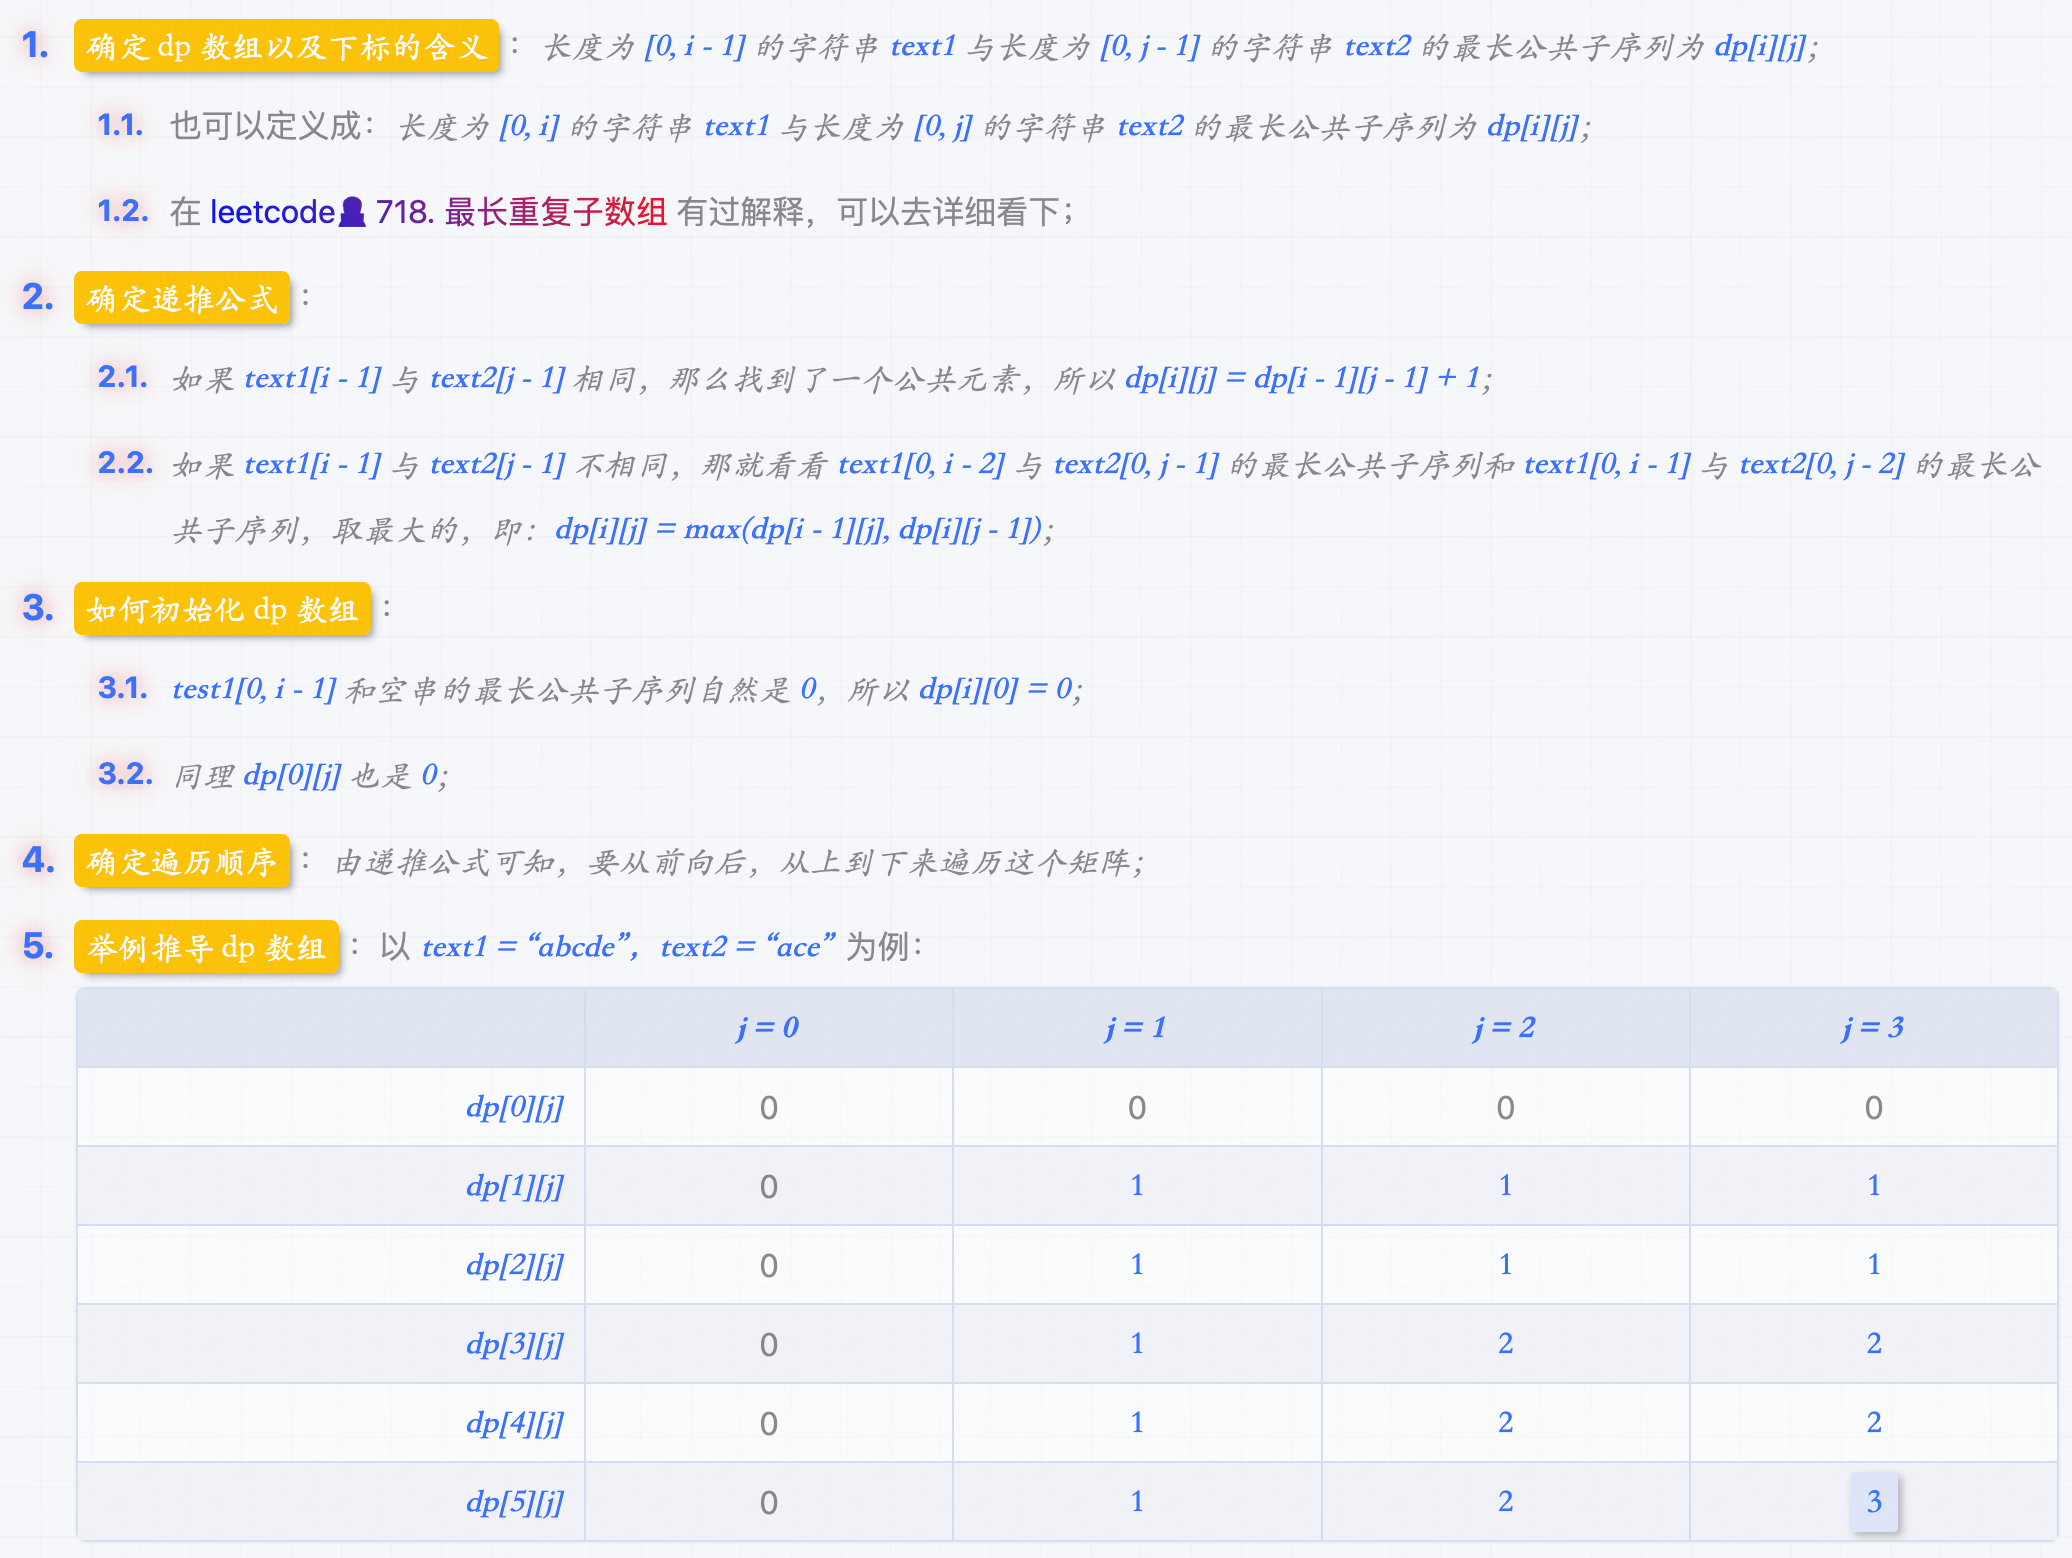 1. 确定 dp 数组以及下标的含义 : 长度为 [0, i - 1] 的字符串 text1 与长度为 [0, j - 1] 的字符串 text2 的最长公共子序列为 dp[i][j];
1.1. 也可以定义成：长度为 [0, i] 的字符串 text1 与长度为 [0, j] 的字符串 text2 的最长公共子序列为 dp[i][j];
1.2. 在 leetcode 718. 最长重复子数组 有过解释，可以去详细看下；
2. 确定递推公式 :
2.1. 如果 text1[i - 1] 与 text2[j - 1] 相同，那么找到了一个公共元素，所以 dp[i][j] = dp[i - 1][j - 1] + 1;
2.2. 如果 text1[i - 1] 与 text2[j - 1] 不相同，那就看看 text1[0, i - 2] 与 text2[0, j - 1] 的最长公共子序列和 text1[0, i - 1] 与 text2[0, j - 2] 的最长公
共子序列，取最大的，即：dp[i][j] = max(dp[i - 1][j], dp[i][j - 1]);
3. 如何初始化 dp 数组 :
3.1. test1[0, i - 1] 和空串的最长公共子序列自然是 0，所以 dp[i][0] = 0;
3.2. 同理 dp[0][j] 也是 0;
4. 确定遍历顺序 : 由递推公式可知，要从前向后，从上到下来遍历这个矩阵;
5. 举例推导 dp 数组 : 以 text1 = “abcde”，text2 = “ace” 为例：
j = 0 j = 1 j = 2 j = 3
dp[0][j] 0 0 0 0
dp[1][j] 0 1 1 1
dp[2][j] 0 1 1 1
dp[3][j] 0 1 2 2
dp[4][j] 0 1 2 2
dp[5][j] 0 1 2 3